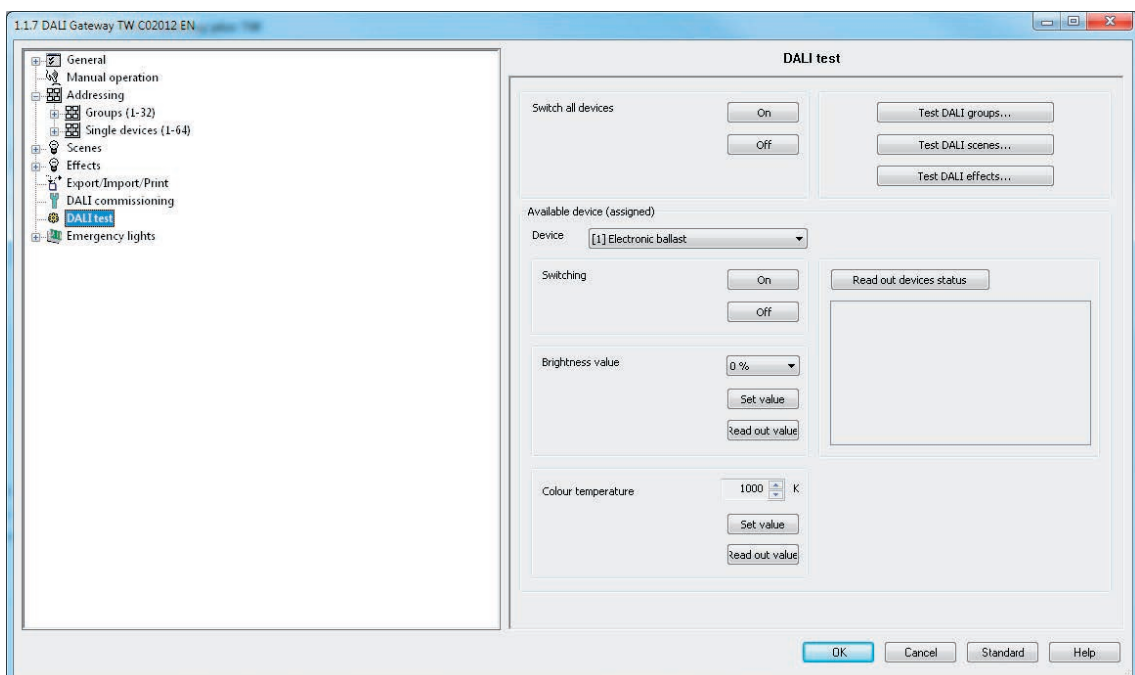 1.1.7 DALI Gateway TW C02012 EN
General
Manual operation
Addressing
Groups (1-32)
Single devices (1-64)
Scenes
Effects
Export/Import/Print
DALI commissioning
DALI test
Emergency lights
DALI test
Switch all devices
On
Off
Test DALI groups...
Test DALI scenes...
Test DALI effects...
Available device (assigned)
Device [1] Electronic ballast
Switching
On
Off
Read out devices status
Brightness value
0 %
Set value
Read out value
Colour temperature
1000 K
Set value
Read out value
OK Cancel Standard Help